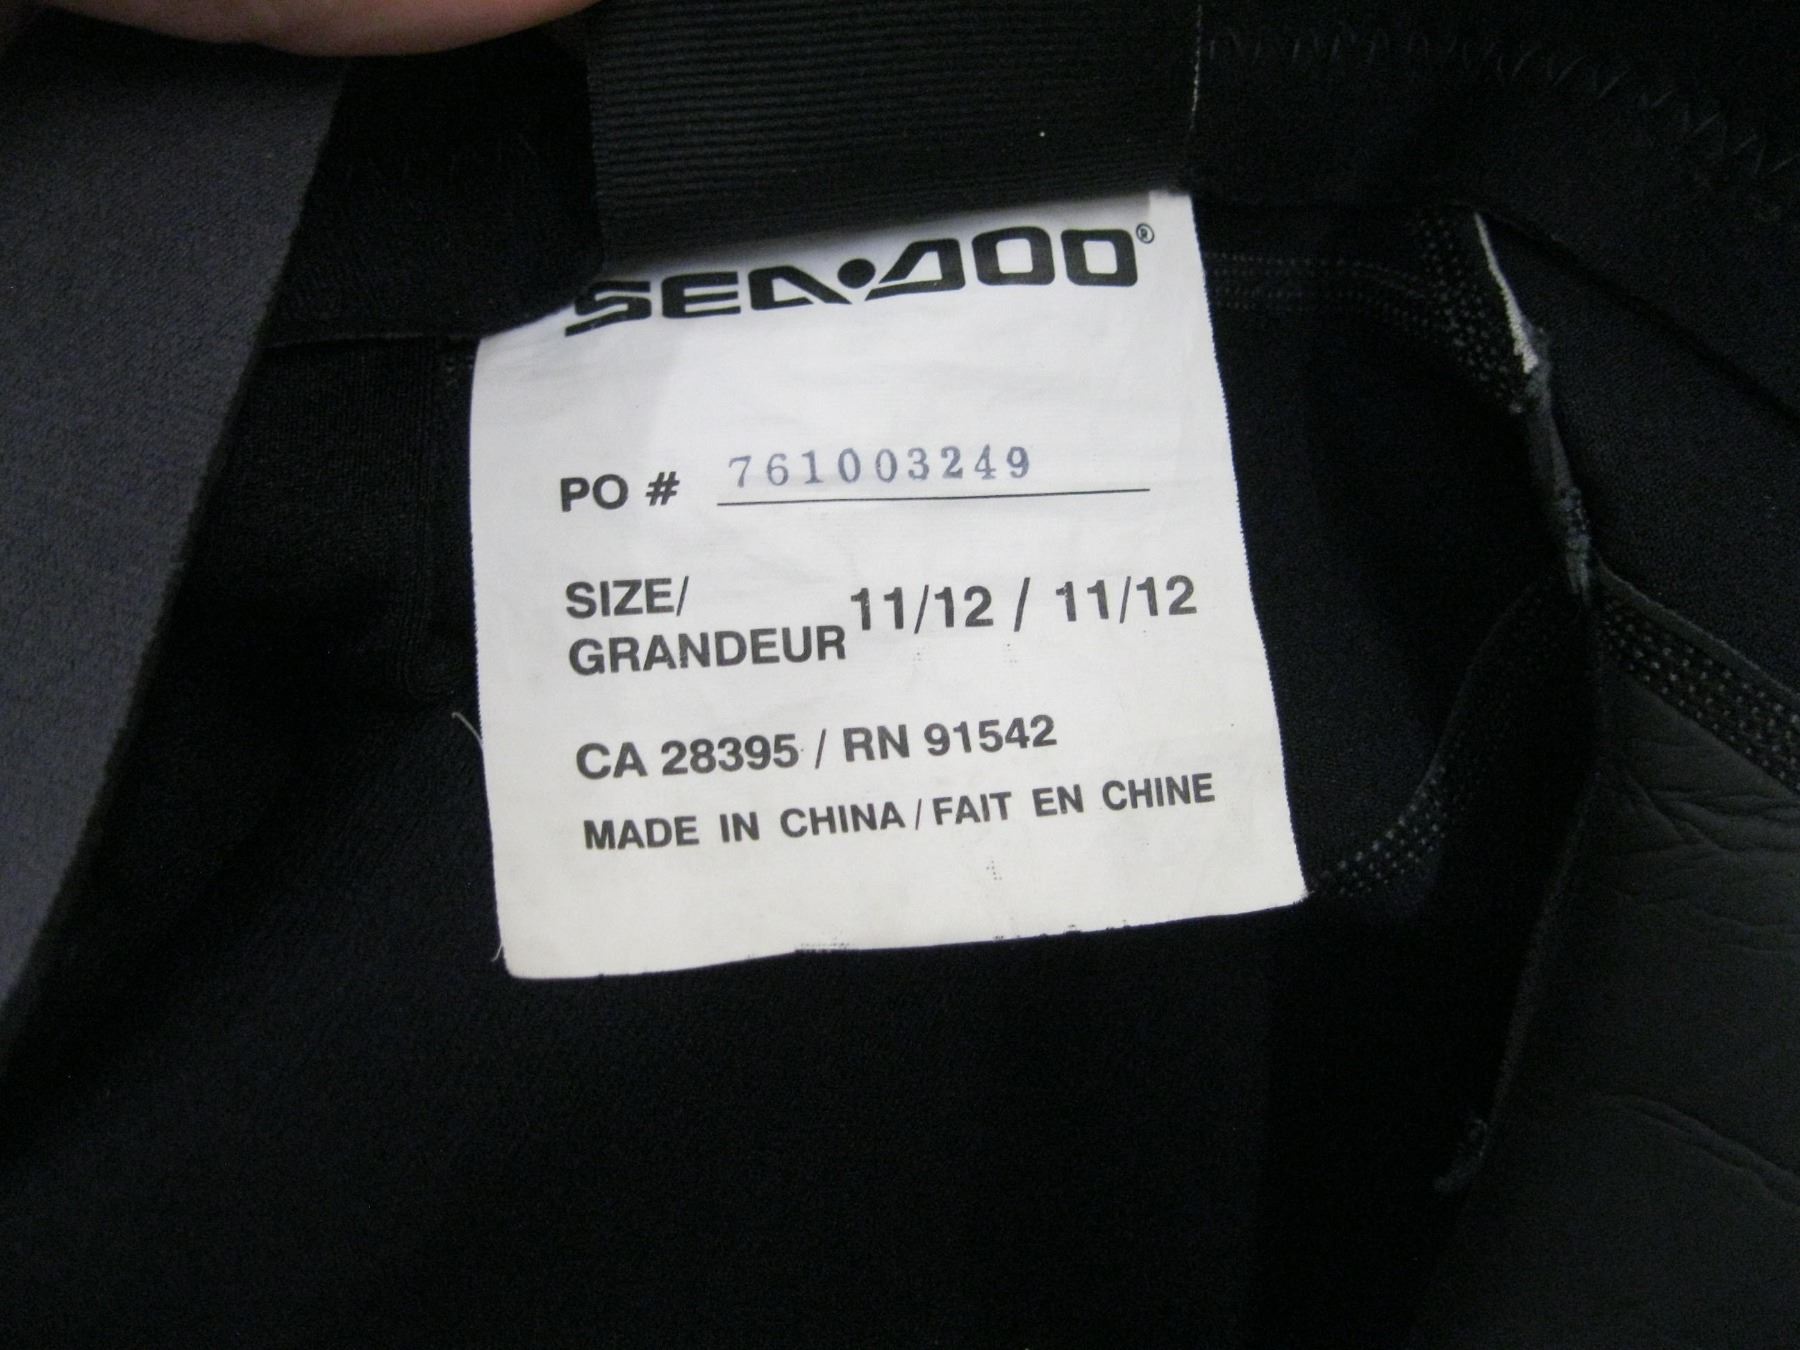 SEA•DOO®
PO # 761003249
SIZE/
GRANDEUR 11/12 / 11/12
CA 28395 / RN 91542
MADE IN CHINA / FAIT EN CHINE